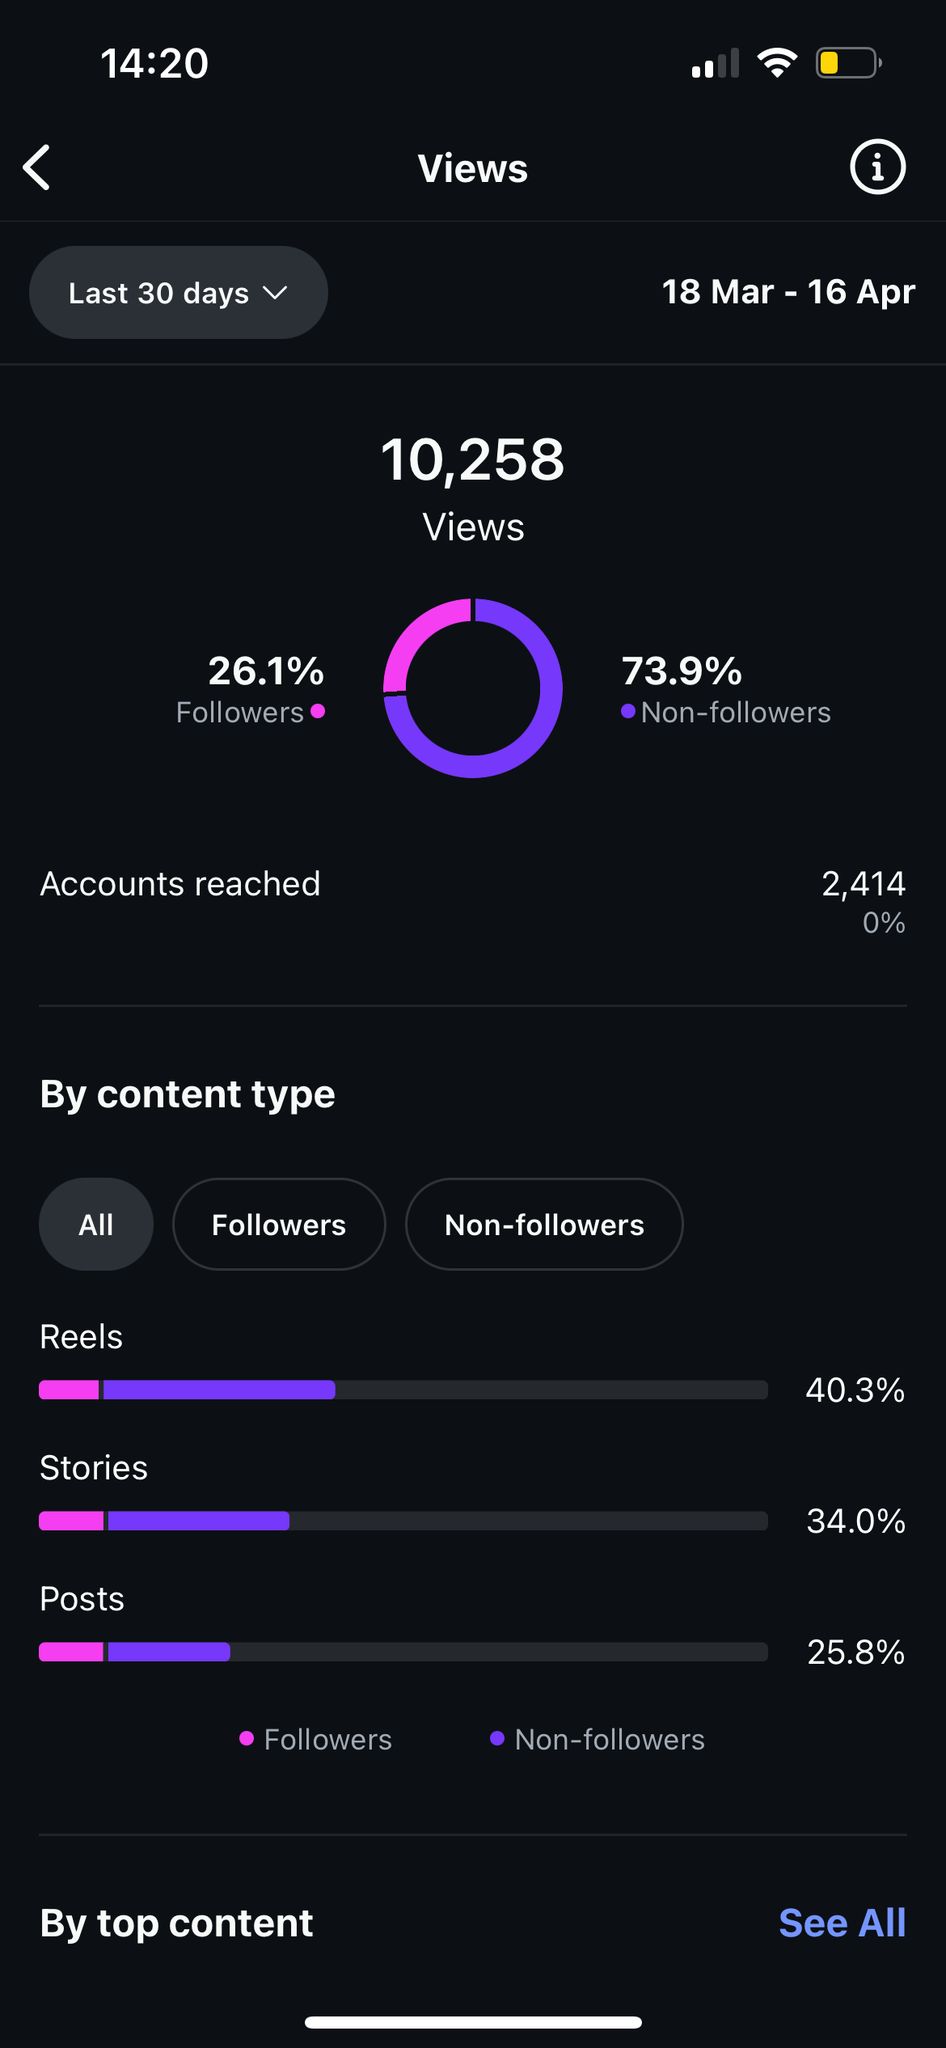 14:20
Views
Last 30 days
18 Mar - 16 Apr
10,258
Views
26.1%
Followers
73.9%
Non-followers
Accounts reached
2,414
0%
By content type
All
Followers
Non-followers
Reels
40.3%
Stories
34.0%
Posts
25.8%
Followers
Non-followers
By top content
See All